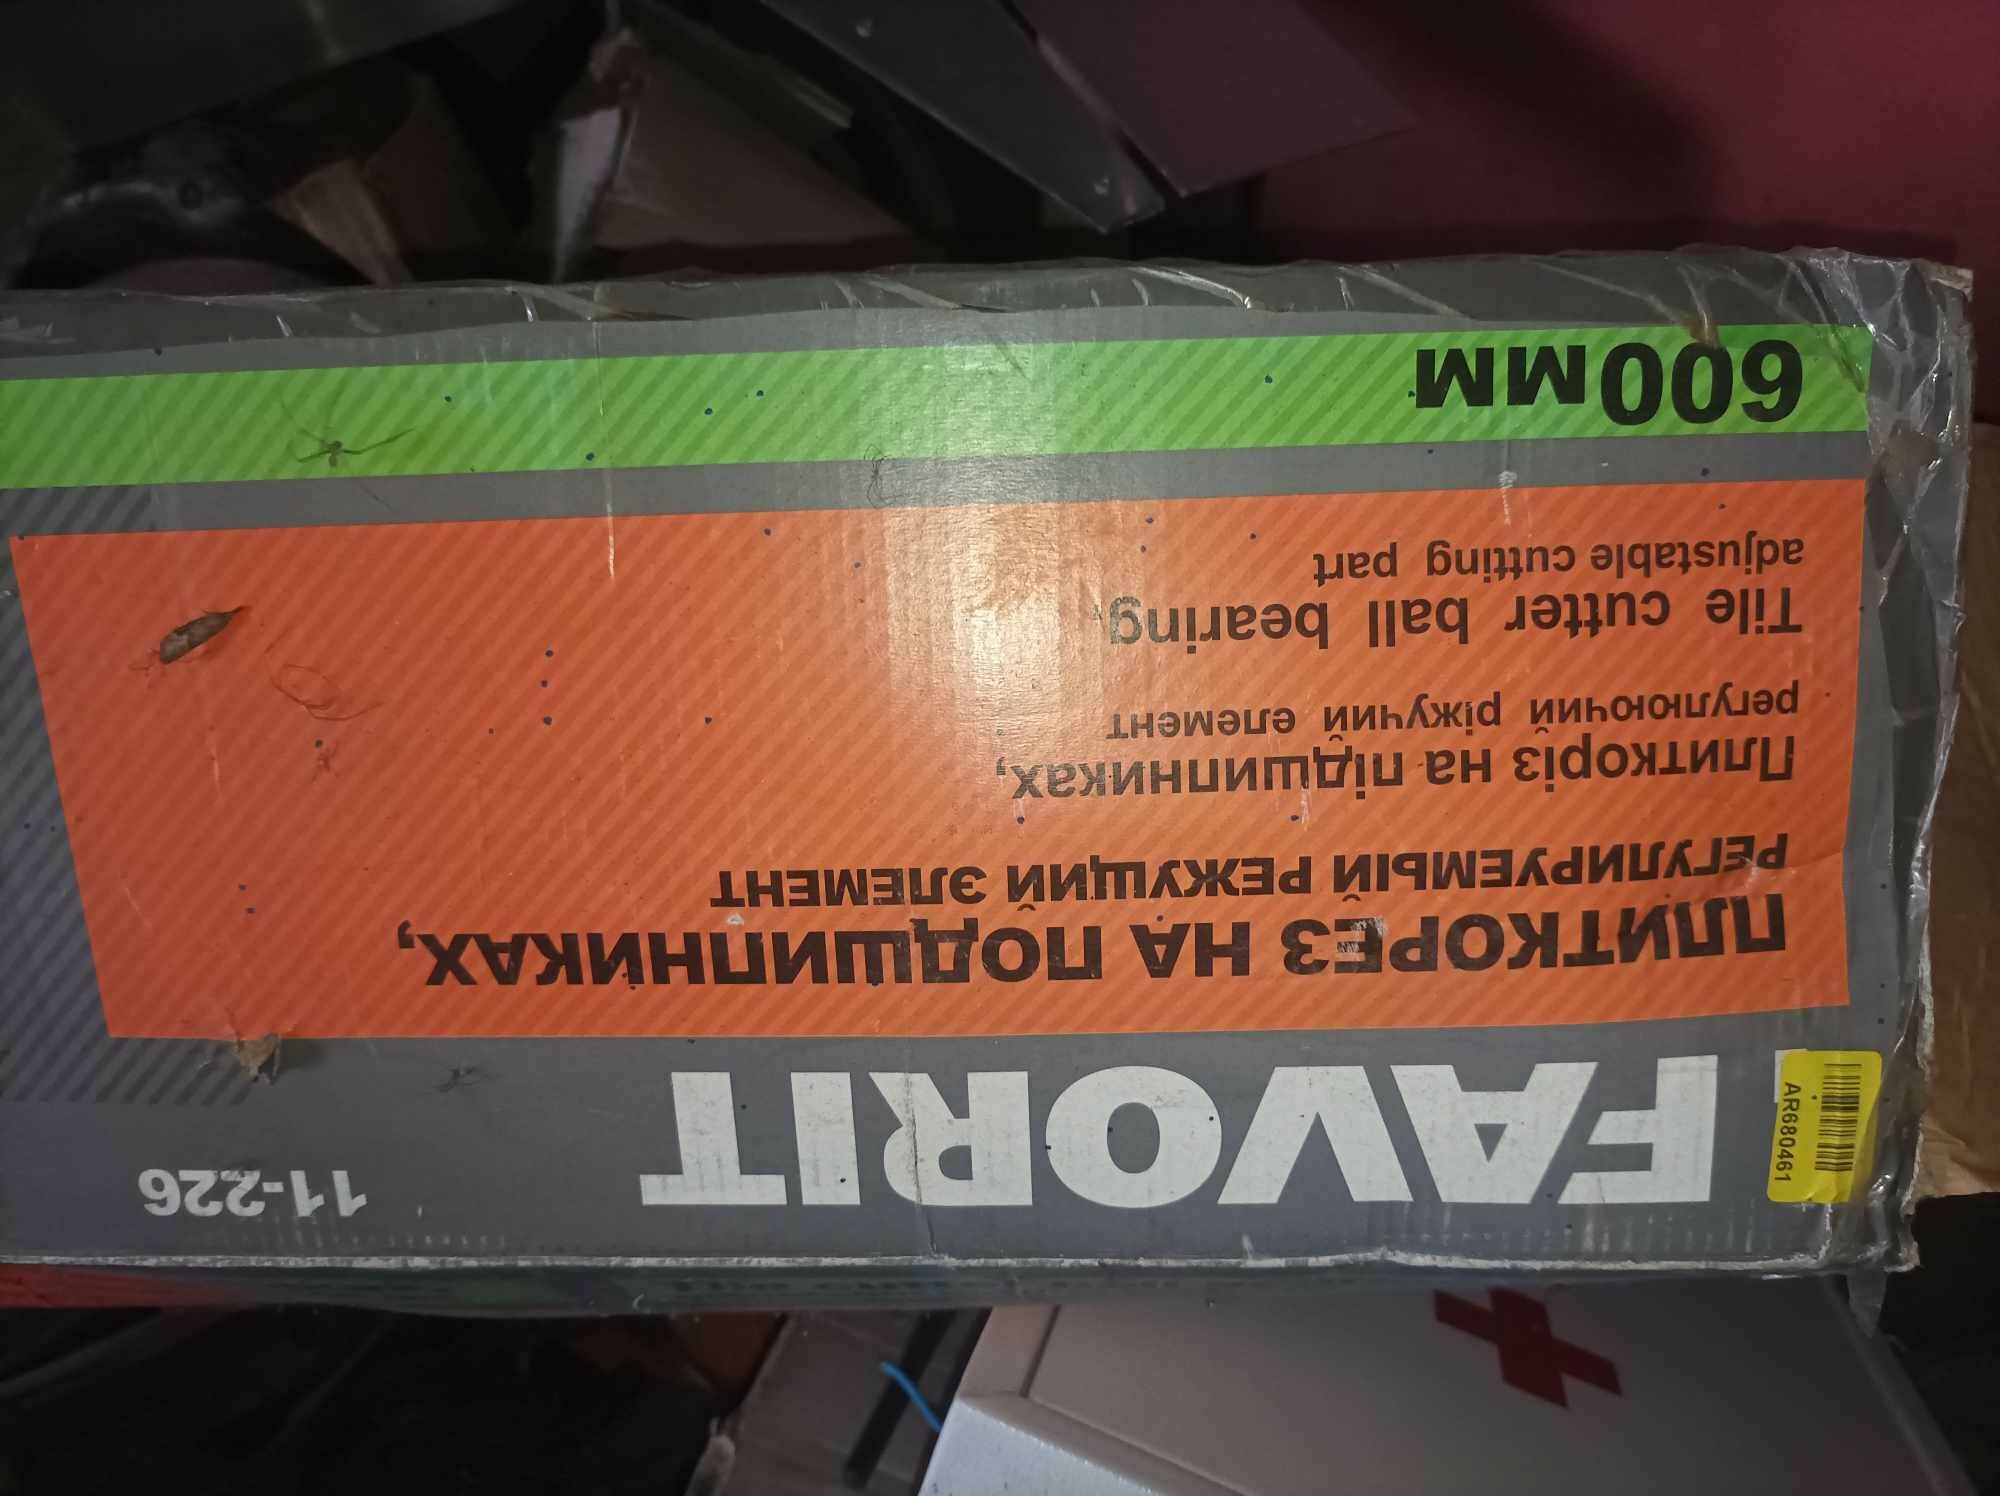 AR680461
FAVORIT
11-226
ПЛИТКОРЕЗ НА ПОДШИПНИКАХ,
РЕГУЛИРУЕМЫЙ РЕЖУЩИЙ ЭЛЕМЕНТ
Плиткоріз на підшипниках,
регулюючий ріжучий елемент
Tile cutter ball bearing,
adjustable cutting part
600мм